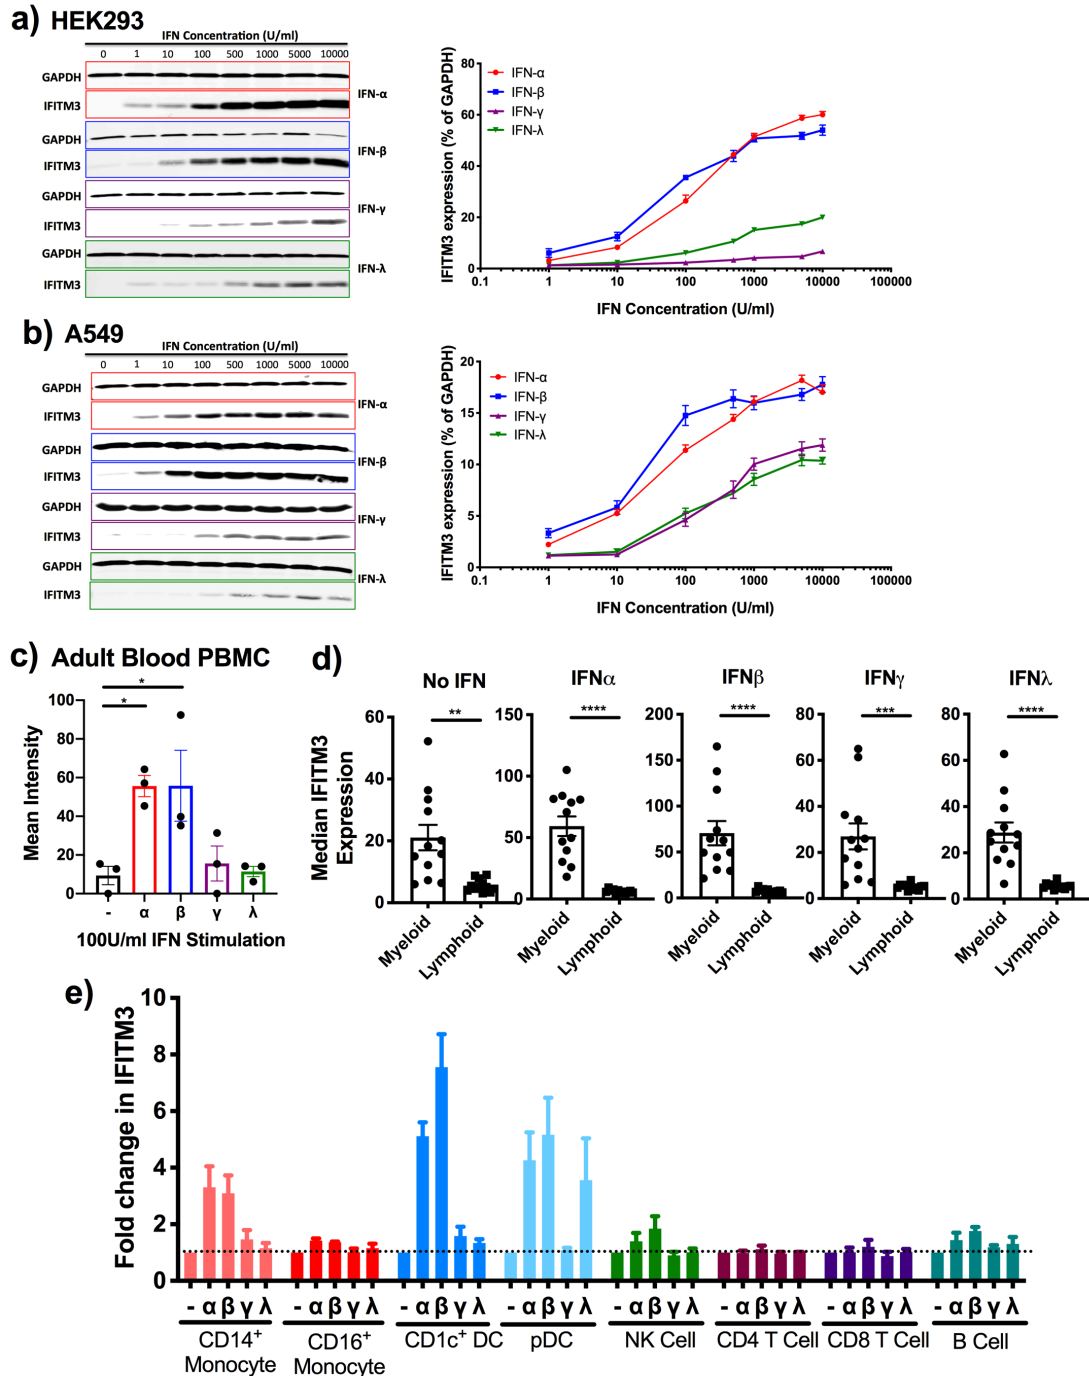 a) HEK293
IFN Concentration (U/ml)
0 1 10 100 500 1000 5000 10000
GAPDH
IFITM3
IFN-α
GAPDH
IFITM3
IFN-β
GAPDH
IFITM3
IFN-γ
GAPDH
IFITM3
IFN-λ
IFITM3 expression (% of GAPDH)
80
60
40
20
0
IFN-α
IFN-β
IFN-γ
IFN-λ
0.1 1 10 100 1000 10000 100000
IFN Concentration (U/ml)
b) A549
IFN Concentration (U/ml)
0 1 10 100 500 1000 5000 10000
GAPDH
IFITM3
IFN-α
GAPDH
IFITM3
IFN-β
GAPDH
IFITM3
IFN-γ
GAPDH
IFITM3
IFN-λ
IFITM3 expression (% of GAPDH)
20
15
10
5
0
IFN-α
IFN-β
IFN-γ
IFN-λ
0.1 1 10 100 1000 10000 100000
IFN Concentration (U/ml)
c) Adult Blood PBMC
Mean Intensity
100
80
60
40
20
0
*
*
- α β γ λ
100U/ml IFN Stimulation
d)
Median IFITM3
Expression
No IFN
60
40
20
0
**
Myeloid
Lymphoid
IFNα
150
100
50
0
****
Myeloid
Lymphoid
IFNβ
200
150
100
50
0
****
Myeloid
Lymphoid
IFNγ
80
60
40
20
0
***
Myeloid
Lymphoid
IFNλ
80
60
40
20
0
****
Myeloid
Lymphoid
e)
Fold change in IFITM3
10
8
6
4
2
0
- α β γ λ - α β γ λ - α β γ λ - α β γ λ - α β γ λ - α β γ λ - α β γ λ - α β γ λ
CD14+
Monocyte
CD16+
Monocyte
CD1c+ DC
pDC
NK Cell
CD4 T Cell
CD8 T Cell
B Cell